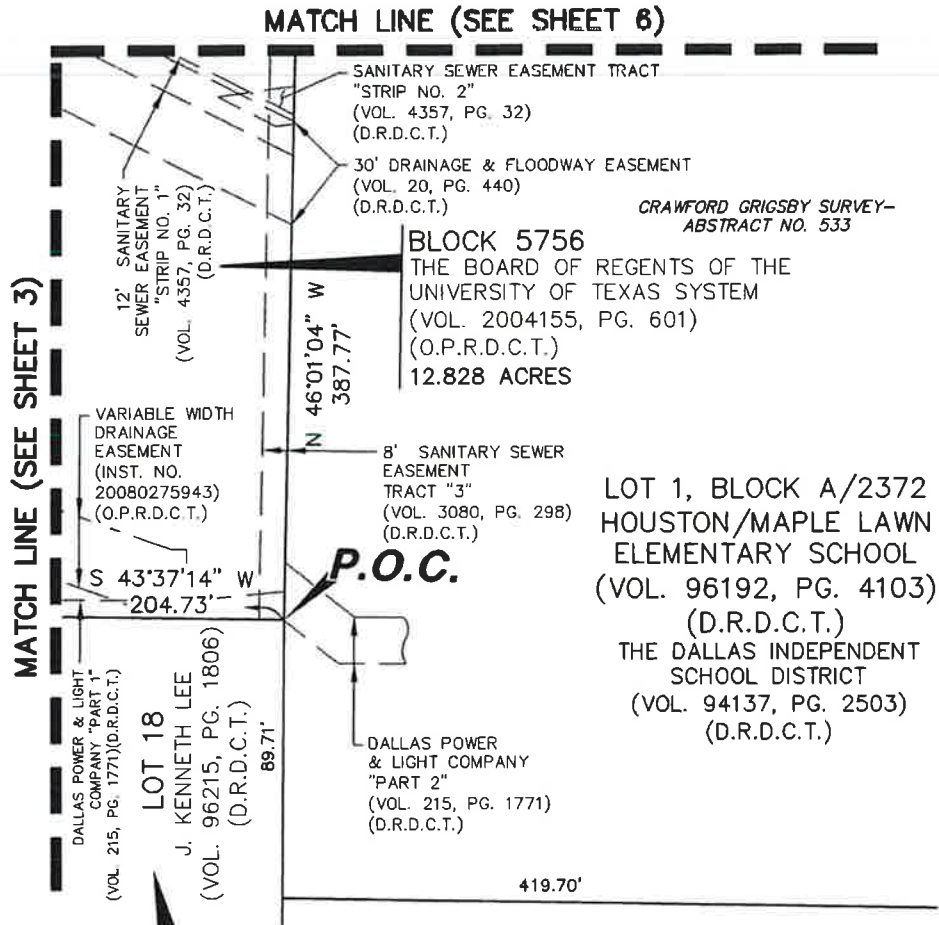 MATCH LINE (SEE SHEET 6)
SANITARY SEWER EASEMENT TRACT
"STRIP NO. 2"
(VOL. 4357, PG. 32)
(D.R.D.C.T.)
30' DRAINAGE & FLOODWAY EASEMENT
(VOL. 20, PG. 440)
(D.R.D.C.T.)
CRAWFORD GRIGSBY SURVEY-
ABSTRACT NO. 533
12' SANITARY
SEWER EASEMENT
"STRIP NO. 1"
(VOL. 4357, PG. 32)
(D.R.D.C.T.)
BLOCK 5756
THE BOARD OF REGENTS OF THE
UNIVERSITY OF TEXAS SYSTEM
(VOL. 2004155, PG. 601)
(O.P.R.D.C.T.)
12.828 ACRES
MATCH LINE (SEE SHEET 3)
N 46°01'04" W
387.77'
VARIABLE WIDTH
DRAINAGE
EASEMENT
(INST. NO.
20080275943)
(O.P.R.D.C.T.)
8' SANITARY SEWER
EASEMENT
TRACT "3"
(VOL. 3080, PG. 298)
(D.R.D.C.T.)
LOT 1, BLOCK A/2372
HOUSTON/MAPLE LAWN
ELEMENTARY SCHOOL
(VOL. 96192, PG. 4103)
(D.R.D.C.T.)
THE DALLAS INDEPENDENT
SCHOOL DISTRICT
(VOL. 94137, PG. 2503)
(D.R.D.C.T.)
P.O.C.
S 43°37'14" W
204.73'
DALLAS POWER & LIGHT
COMPANY "PART 1"
(VOL. 215, PG. 1771)(D.R.D.C.T.)
LOT 18
J. KENNETH LEE
(VOL. 96215, PG. 1806)
(D.R.D.C.T.)
89.71'
DALLAS POWER
& LIGHT COMPANY
"PART 2"
(VOL. 215, PG. 1771)
(D.R.D.C.T.)
419.70'